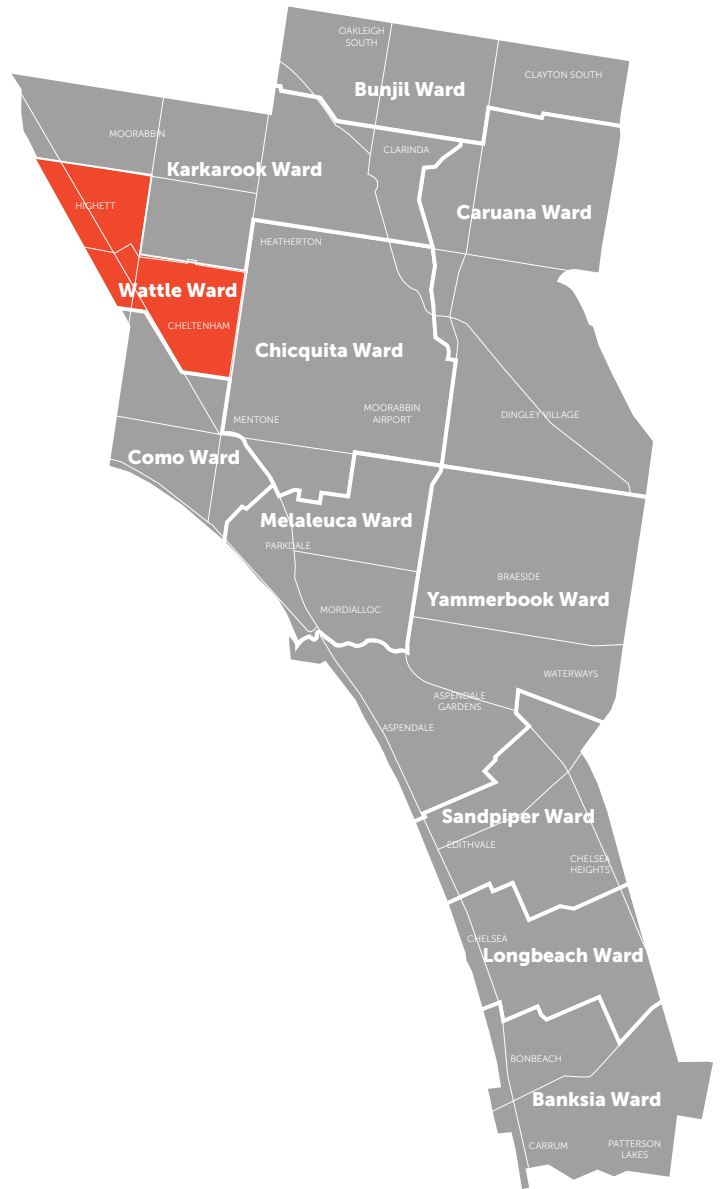 OAKLEIGH
SOUTH
CLAYTON SOUTH
Bunjil Ward
MOORABBIN
CLARINDA
Karkarook Ward
HIGHETT
Caruana Ward
HEATHERTON
Wattle Ward
CHELTENHAM
Chicquita Ward
MOORABBIN
AIRPORT
MENTONE
DINGLEY VILLAGE
Como Ward
Melaleuca Ward
PARKDALE
BRAESIDE
Yammerbook Ward
MORDIALLOC
WATERWAYS
ASPENDALE
GARDENS
ASPENDALE
Sandpiper Ward
EDITHVALE
CHELSEA
HEIGHTS
CHELSEA
Longbeach Ward
BONBEACH
Banksia Ward
CARRUM
PATTERSON
LAKES